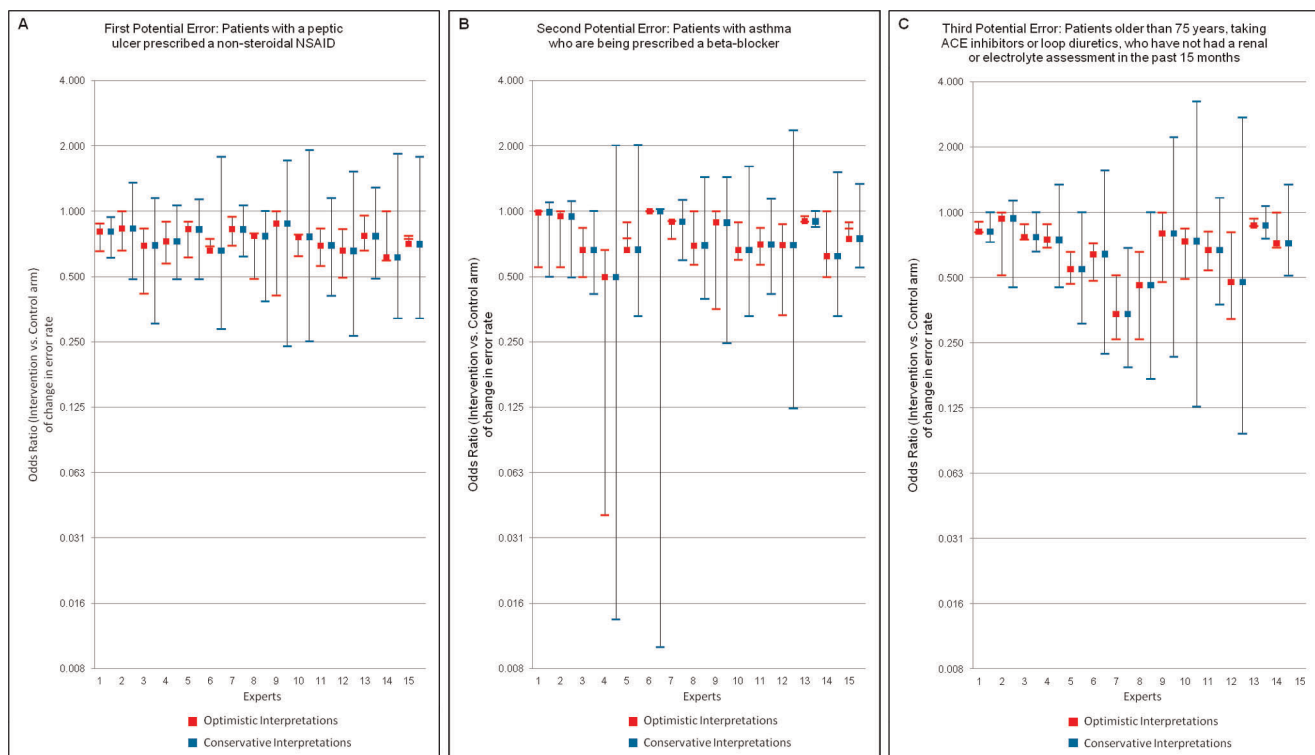 A
First Potential Error: Patients with a peptic
ulcer prescribed a non-steroidal NSAID
Odds Ratio (Intervention vs. Control arm)
of change in error rate
4.000
2.000
1.000
0.500
0.250
0.125
0.063
0.031
0.016
0.008
1 2 3 4 5 6 7 8 9 10 11 12 13 14 15
Experts
Optimistic Interpretations
Conservative Interpretations
B
Second Potential Error: Patients with asthma
who are being prescribed a beta-blocker
Odds Ratio (Intervention vs. Control arm)
of change in error rate
4.000
2.000
1.000
0.500
0.250
0.125
0.063
0.031
0.016
0.008
1 2 3 4 5 6 7 8 9 10 11 12 13 14 15
Experts
Optimistic Interpretations
Conservative Interpretations
C
Third Potential Error: Patients older than 75 years, taking
ACE inhibitors or loop diuretics, who have not had a renal
or electrolyte assessment in the past 15 months
Odds Ratio (Intervention vs. Control arm)
of change in error rate
4.000
2.000
1.000
0.500
0.250
0.125
0.063
0.031
0.016
0.008
1 2 3 4 5 6 7 8 9 10 11 12 13 14 15
Experts
Optimistic Interpretations
Conservative Interpretations